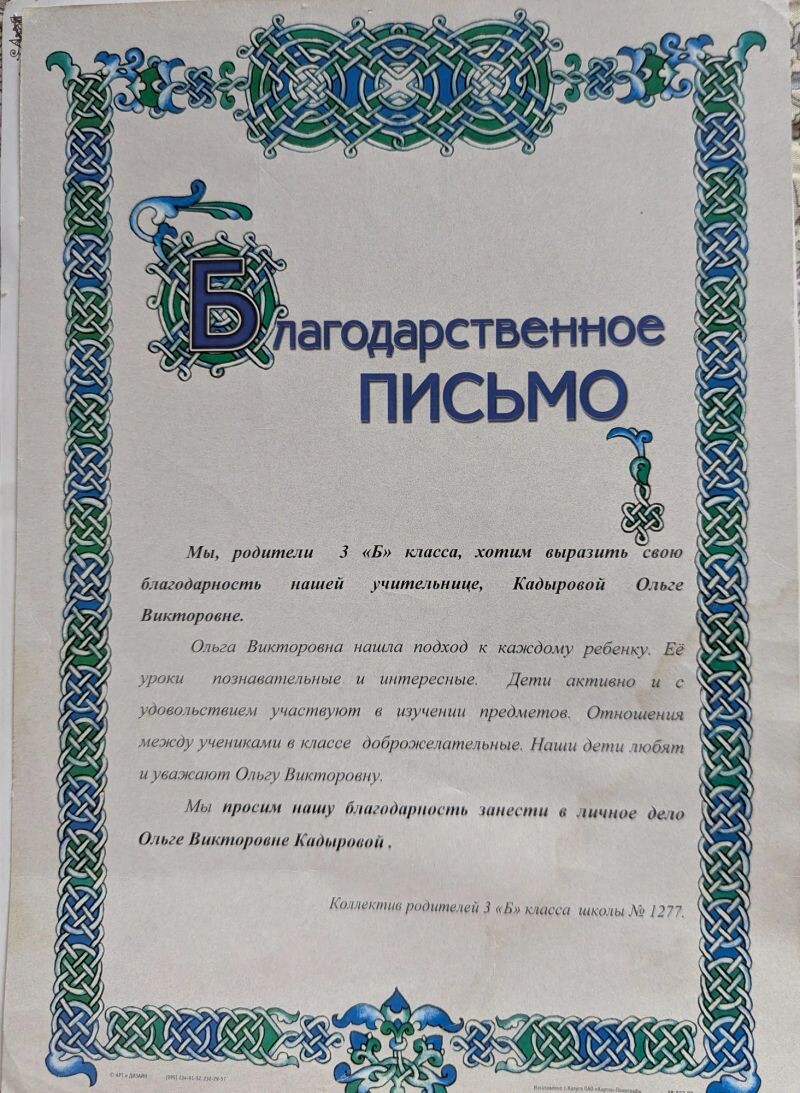 Благодарственное
письмо
Мы, родители 3 «Б» класса, хотим выразить свою
благодарность нашей учительнице, Кадыровой Ольге
Викторовне.
Ольга Викторовна нашла подход к каждому ребенку. Её
уроки познавательные и интересные. Дети активно и с
удовольствием участвуют в изучении предметов. Отношения
между учениками в классе доброжелательные. Наши дети любят
и уважают Ольгу Викторовну.
Мы просим нашу благодарность занести в личное дело
Ольге Викторовне Кадыровой .
Коллектив родителей 3 «Б» класса школы № 1277.
© АРТ и ДИЗАЙН